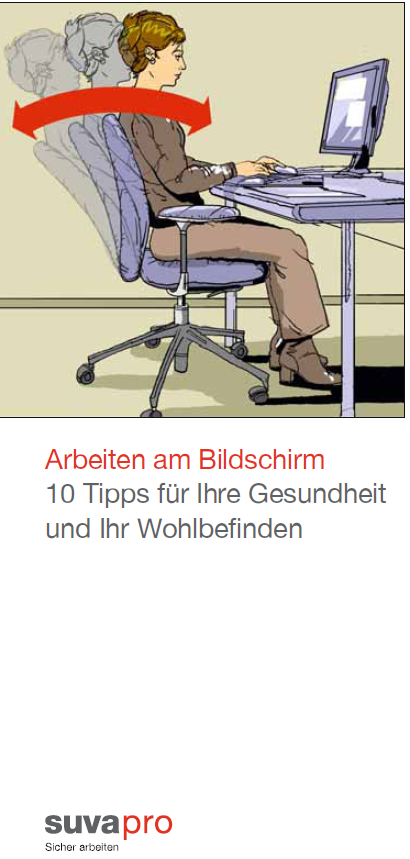 Arbeiten am Bildschirm
10 Tipps für Ihre Gesundheit
und Ihr Wohlbefinden
suvapro
Sicher arbeiten